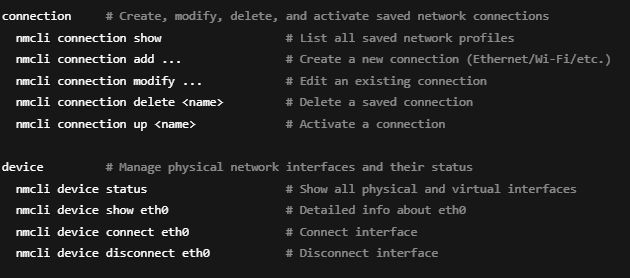 connection     # Create, modify, delete, and activate saved network connections
  nmcli connection show                  # List all saved network profiles
  nmcli connection add ...               # Create a new connection (Ethernet/Wi-Fi/etc.)
  nmcli connection modify ...            # Edit an existing connection
  nmcli connection delete <name>         # Delete a saved connection
  nmcli connection up <name>             # Activate a connection

device         # Manage physical network interfaces and their status
  nmcli device status                    # Show all physical and virtual interfaces
  nmcli device show eth0                 # Detailed info about eth0
  nmcli device connect eth0              # Connect interface
  nmcli device disconnect eth0           # Disconnect interface